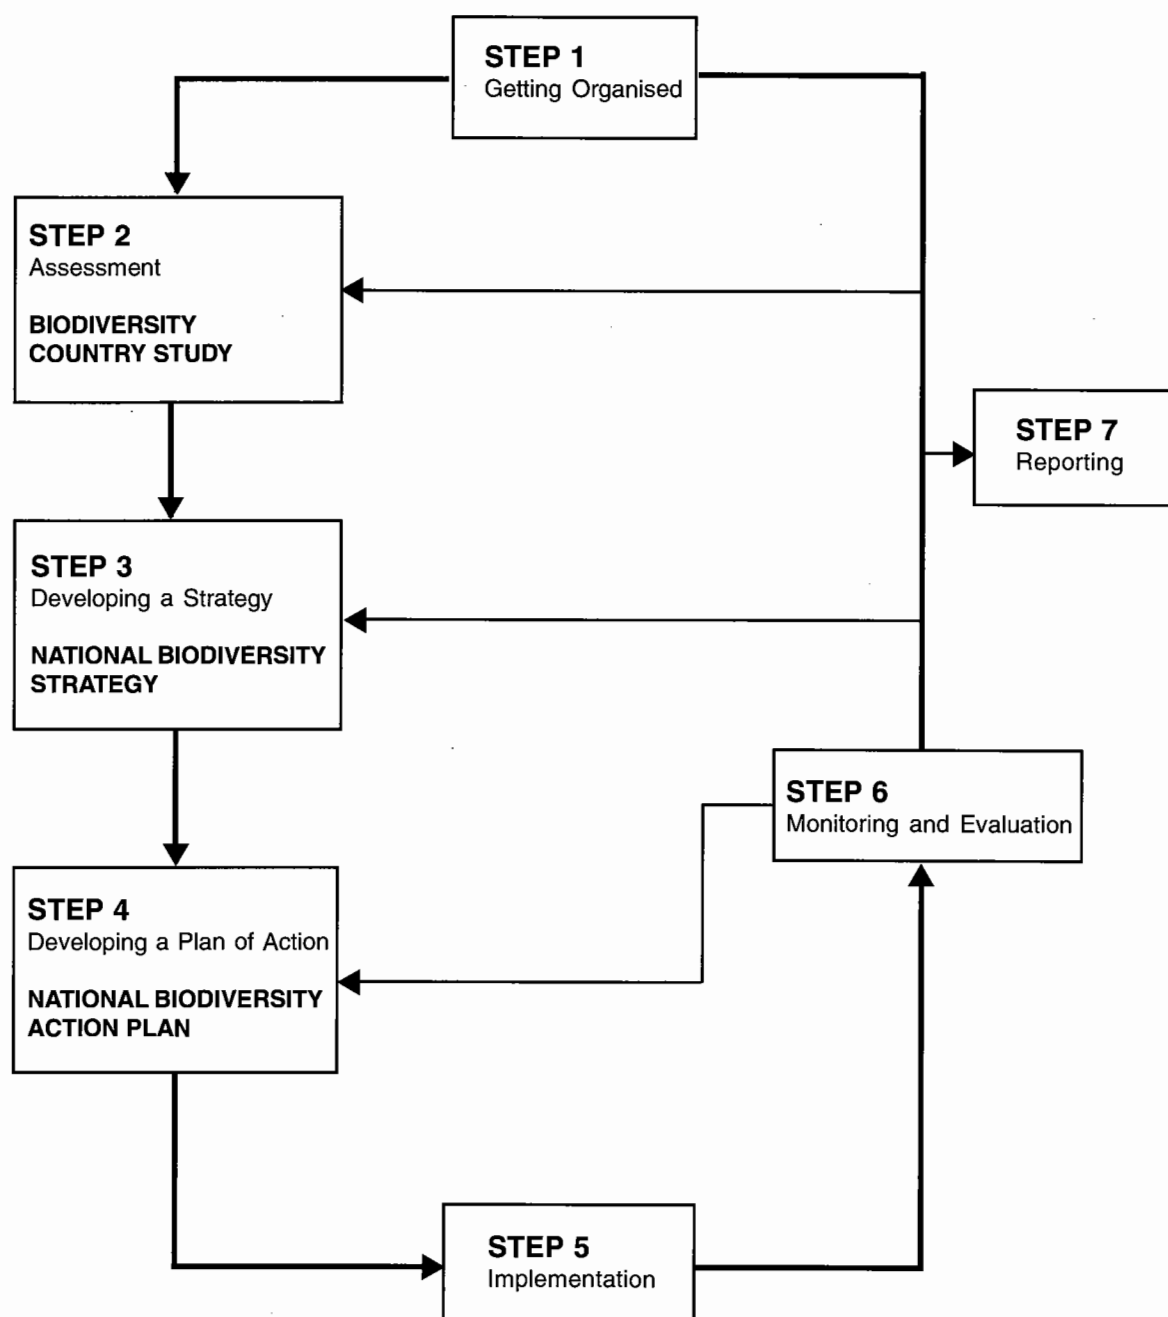 STEP 1
Getting Organised
STEP 2
Assessment
BIODIVERSITY
COUNTRY STUDY
STEP 7
Reporting
STEP 3
Developing a Strategy
NATIONAL BIODIVERSITY
STRATEGY
STEP 6
Monitoring and Evaluation
STEP 4
Developing a Plan of Action
NATIONAL BIODIVERSITY
ACTION PLAN
STEP 5
Implementation